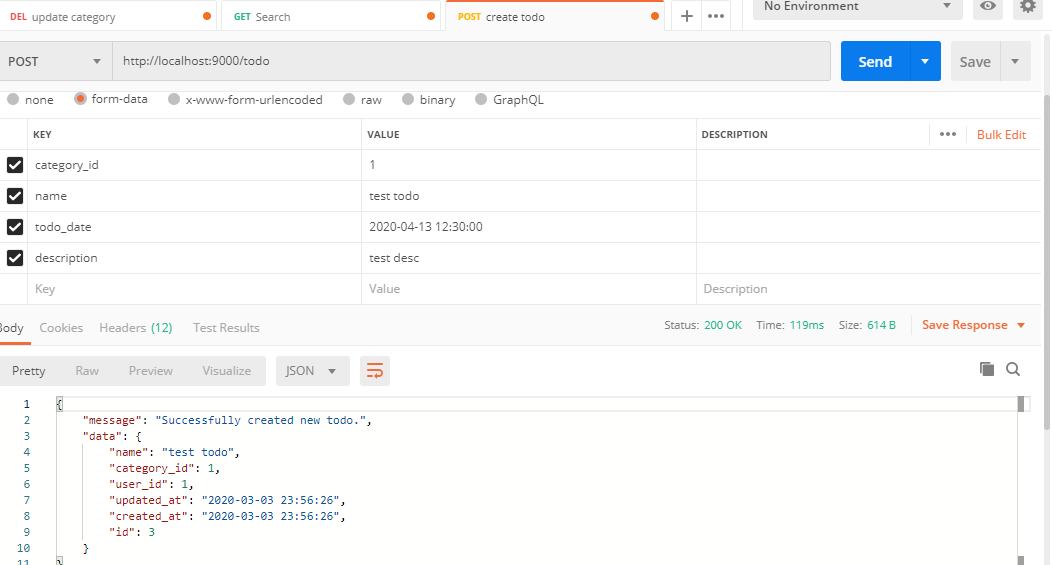 DEL update category GET Search POST create todo + ••• No Environment
POST http://localhost:9000/todo Send Save
none form-data x-www-form-urlencoded raw binary GraphQL
KEY VALUE DESCRIPTION ••• Bulk Edit
category_id 1
name test todo
todo_date 2020-04-13 12:30:00
description test desc
Key Value Description
Body Cookies Headers (12) Test Results Status: 200 OK Time: 119ms Size: 614 B Save Response
Pretty Raw Preview Visualize JSON
1 {
2 "message": "Successfully created new todo.",
3 "data": {
4 "name": "test todo",
5 "category_id": 1,
6 "user_id": 1,
7 "updated_at": "2020-03-03 23:56:26",
8 "created_at": "2020-03-03 23:56:26",
9 "id": 3
10 }
11 }